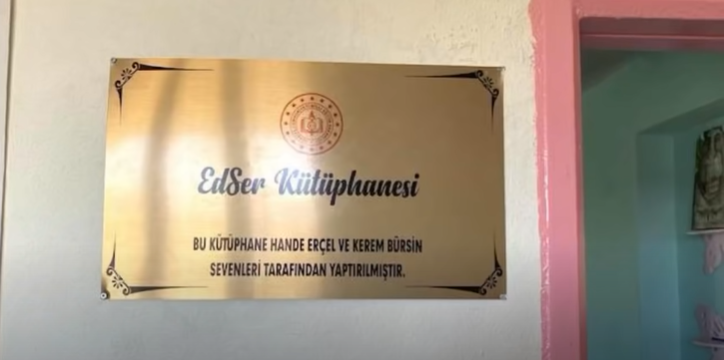 EdSer Kütüphanesi
BU KÜTÜPHANE HANDE ERÇEL VE KEREM BÜRSİN
SEVENLERİ TARAFINDAN YAPTIRILMIŞTIR.